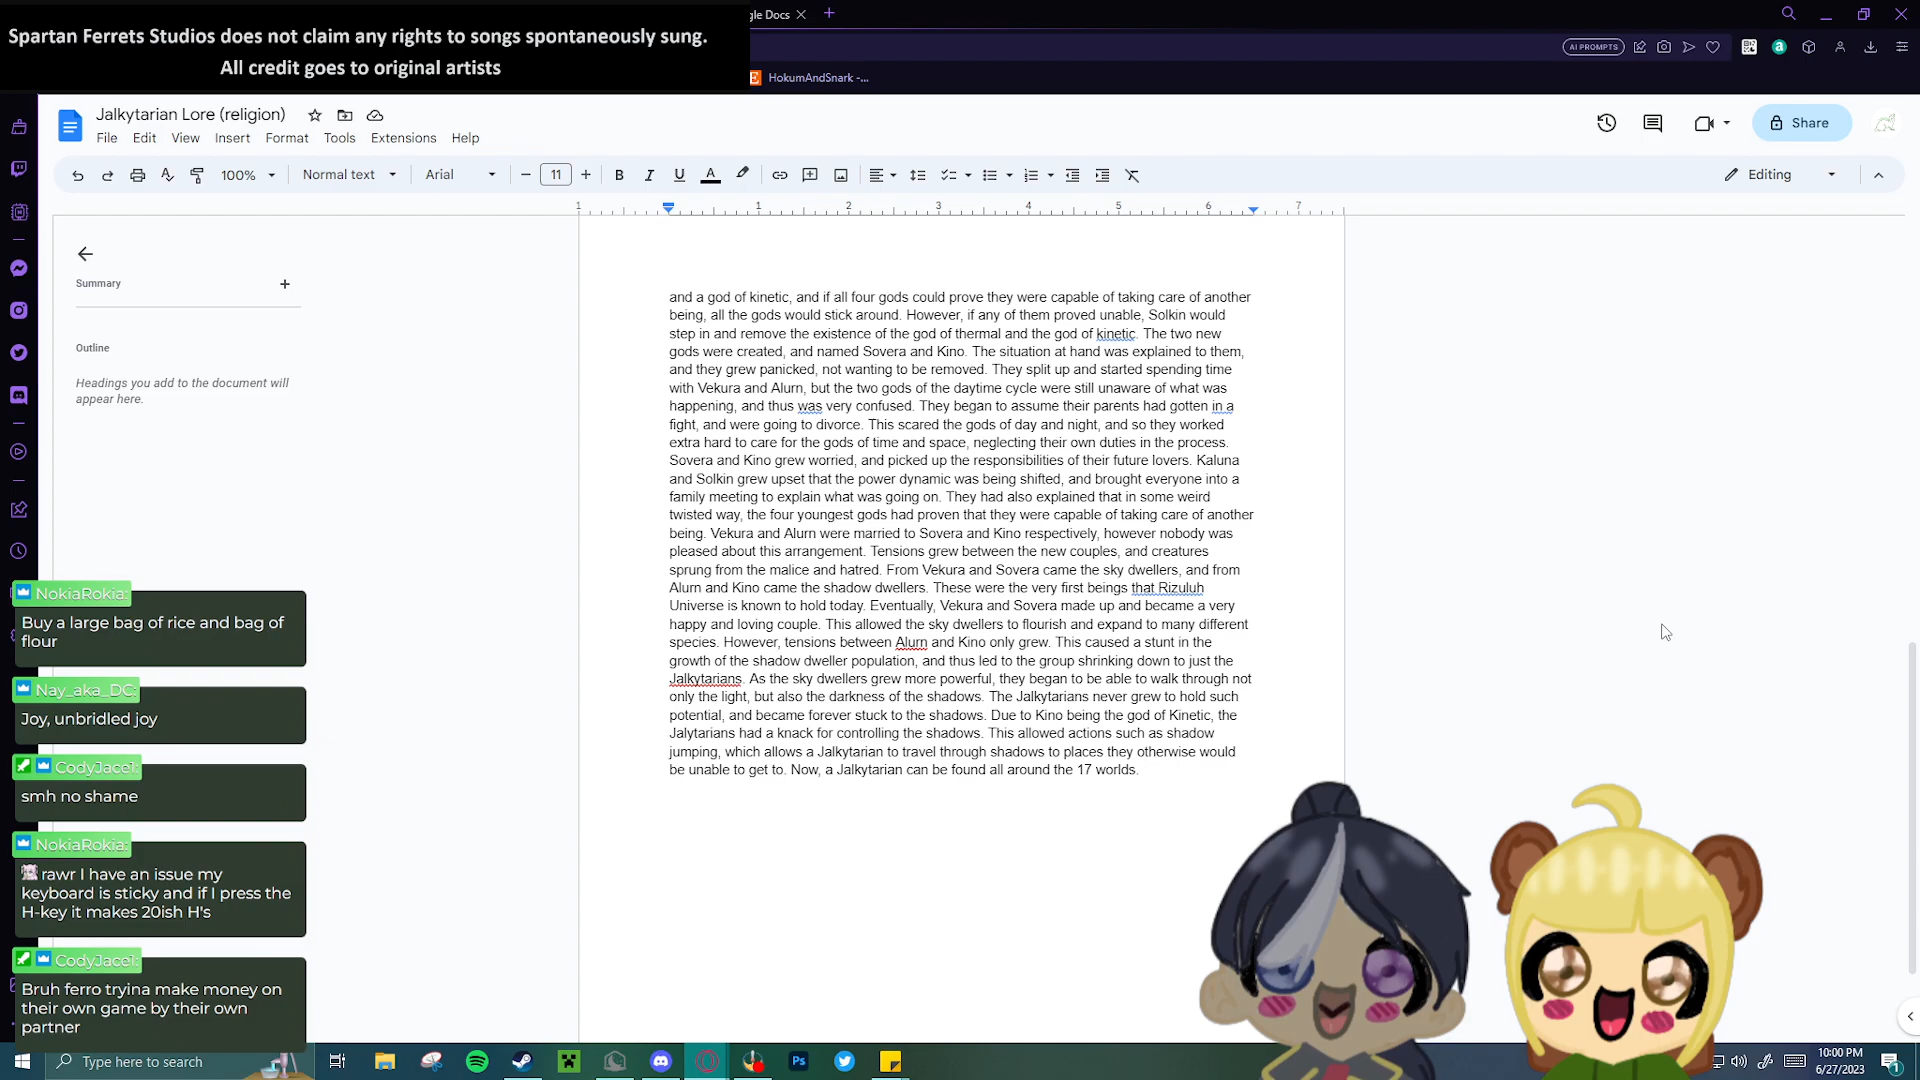 Spartan Ferrets Studios does not claim any rights to songs spontaneously sung.
All credit goes to original artists
gle Docs
AI PROMPTS
HokumAndSnark -...
Jalkytarian Lore (religion)
File Edit View Insert Format Tools Extensions Help
Share
100% Normal text Arial 11 B I U A
Editing
1 1 2 3 4 5 6 7
Summary
Outline
Headings you add to the document will
appear here.
and a god of kinetic, and if all four gods could prove they were capable of taking care of another
being, all the gods would stick around. However, if any of them proved unable, Solkin would
step in and remove the existence of the god of thermal and the god of kinetic. The two new
gods were created, and named Sovera and Kino. The situation at hand was explained to them,
and they grew panicked, not wanting to be removed. They split up and started spending time
with Vekura and Alurn, but the two gods of the daytime cycle were still unaware of what was
happening, and thus was very confused. They began to assume their parents had gotten in a
fight, and were going to divorce. This scared the gods of day and night, and so they worked
extra hard to care for the gods of time and space, neglecting their own duties in the process.
Sovera and Kino grew worried, and picked up the responsibilities of their future lovers. Kaluna
and Solkin grew upset that the power dynamic was being shifted, and brought everyone into a
family meeting to explain what was going on. They had also explained that in some weird
twisted way, the four youngest gods had proven that they were capable of taking care of another
being. Vekura and Alurn were married to Sovera and Kino respectively, however nobody was
pleased about this arrangement. Tensions grew between the new couples, and creatures
sprung from the malice and hatred. From Vekura and Sovera came the sky dwellers, and from
Alurn and Kino came the shadow dwellers. These were the very first beings that Rizuluh
Universe is known to hold today. Eventually, Vekura and Sovera made up and became a very
happy and loving couple. This allowed the sky dwellers to flourish and expand to many different
species. However, tensions between Alurn and Kino only grew. This caused a stunt in the
growth of the shadow dweller population, and thus led to the group shrinking down to just the
Jalkytarians. As the sky dwellers grew more powerful, they began to be able to walk through not
only the light, but also the darkness of the shadows. The Jalkytarians never grew to hold such
potential, and became forever stuck to the shadows. Due to Kino being the god of Kinetic, the
Jalytarians had a knack for controlling the shadows. This allowed actions such as shadow
jumping, which allows a Jalkytarian to travel through shadows to places they otherwise would
be unable to get to. Now, a Jalkytarian can be found all around the 17 worlds.
NokiaRokia:
Buy a large bag of rice and bag of
flour
Nay_aka_DC:
Joy, unbridled joy
CodyJace1:
smh no shame
NokiaRokia:
rawr I have an issue my
keyboard is sticky and if I press the
H-key it makes 20ish H's
CodyJace1:
Bruh ferro tryina make money on
their own game by their own
partner
Type here to search
Ps
10:00 PM
6/27/2023
1